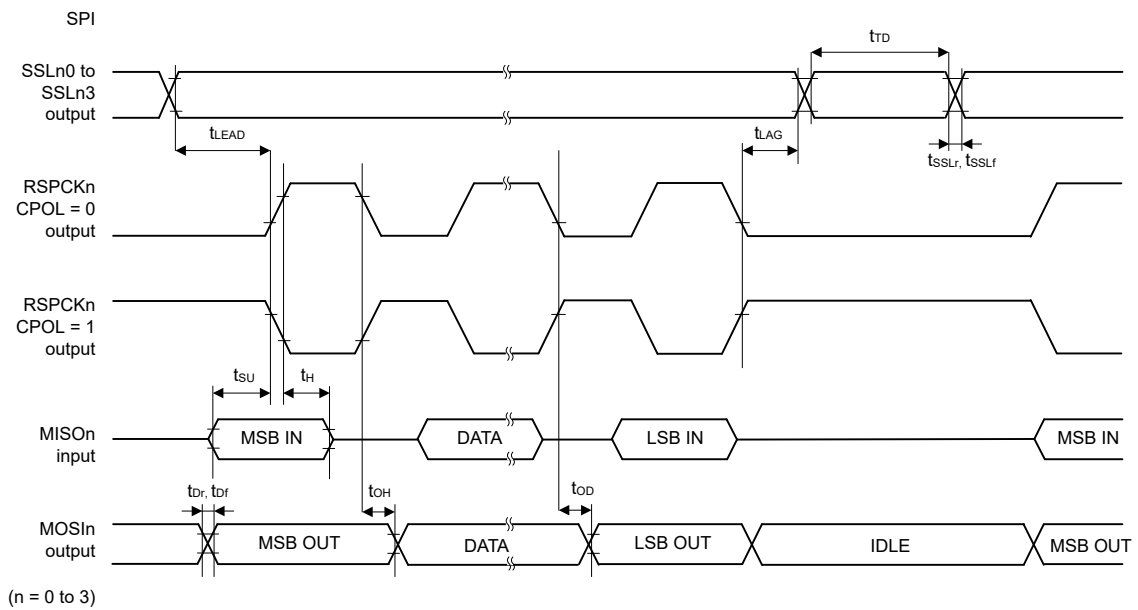 SPI
tTD
SSLn0 to
SSLn3
output
tLEAD
tLAG
tSSLr, tSSLf
RSPCKn
CPOL = 0
output
RSPCKn
CPOL = 1
output
tSU
tH
MISOn
input
MSB IN
DATA
LSB IN
MSB IN
tDr, tDf
tOH
tOD
MOSIn
output
MSB OUT
DATA
LSB OUT
IDLE
MSB OUT
(n = 0 to 3)